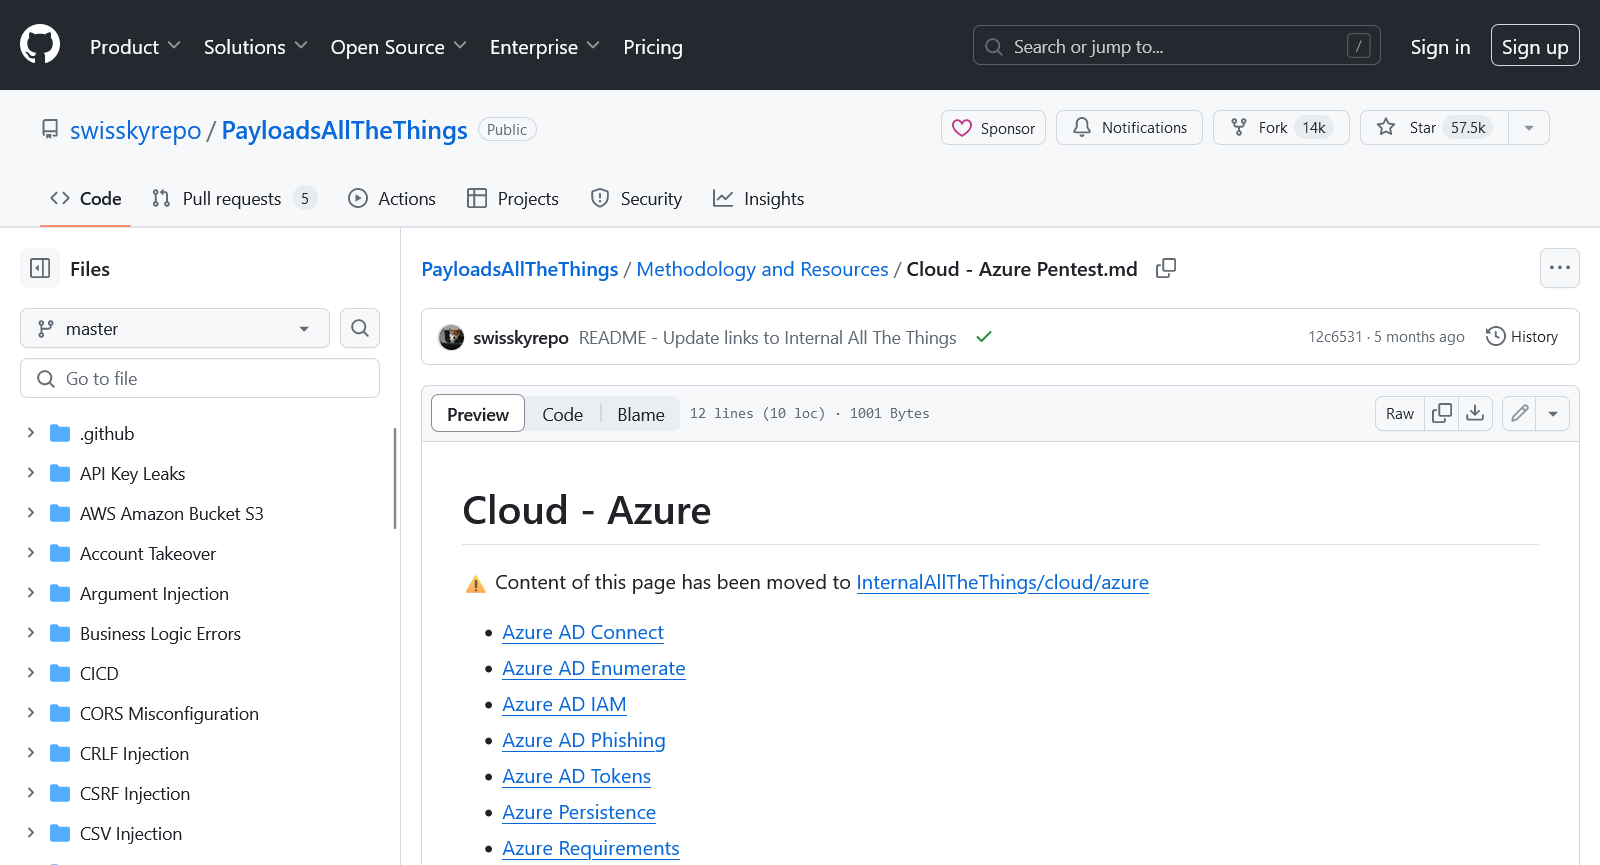 Product Solutions Open Source Enterprise Pricing Search or jump to... / Sign in Sign up
swisskyrepo / PayloadsAllTheThings Public Sponsor Notifications Fork 14k Star 57.5k
Code Pull requests 5 Actions Projects Security Insights
Files
master
Go to file
.github
API Key Leaks
AWS Amazon Bucket S3
Account Takeover
Argument Injection
Business Logic Errors
CICD
CORS Misconfiguration
CRLF Injection
CSRF Injection
CSV Injection
PayloadsAllTheThings / Methodology and Resources / Cloud - Azure Pentest.md
swisskyrepo README - Update links to Internal All The Things 12c6531 · 5 months ago History
Preview Code Blame 12 lines (10 loc) · 1001 Bytes Raw
Cloud - Azure
⚠ Content of this page has been moved to InternalAllTheThings/cloud/azure
• Azure AD Connect
• Azure AD Enumerate
• Azure AD IAM
• Azure AD Phishing
• Azure AD Tokens
• Azure Persistence
• Azure Requirements